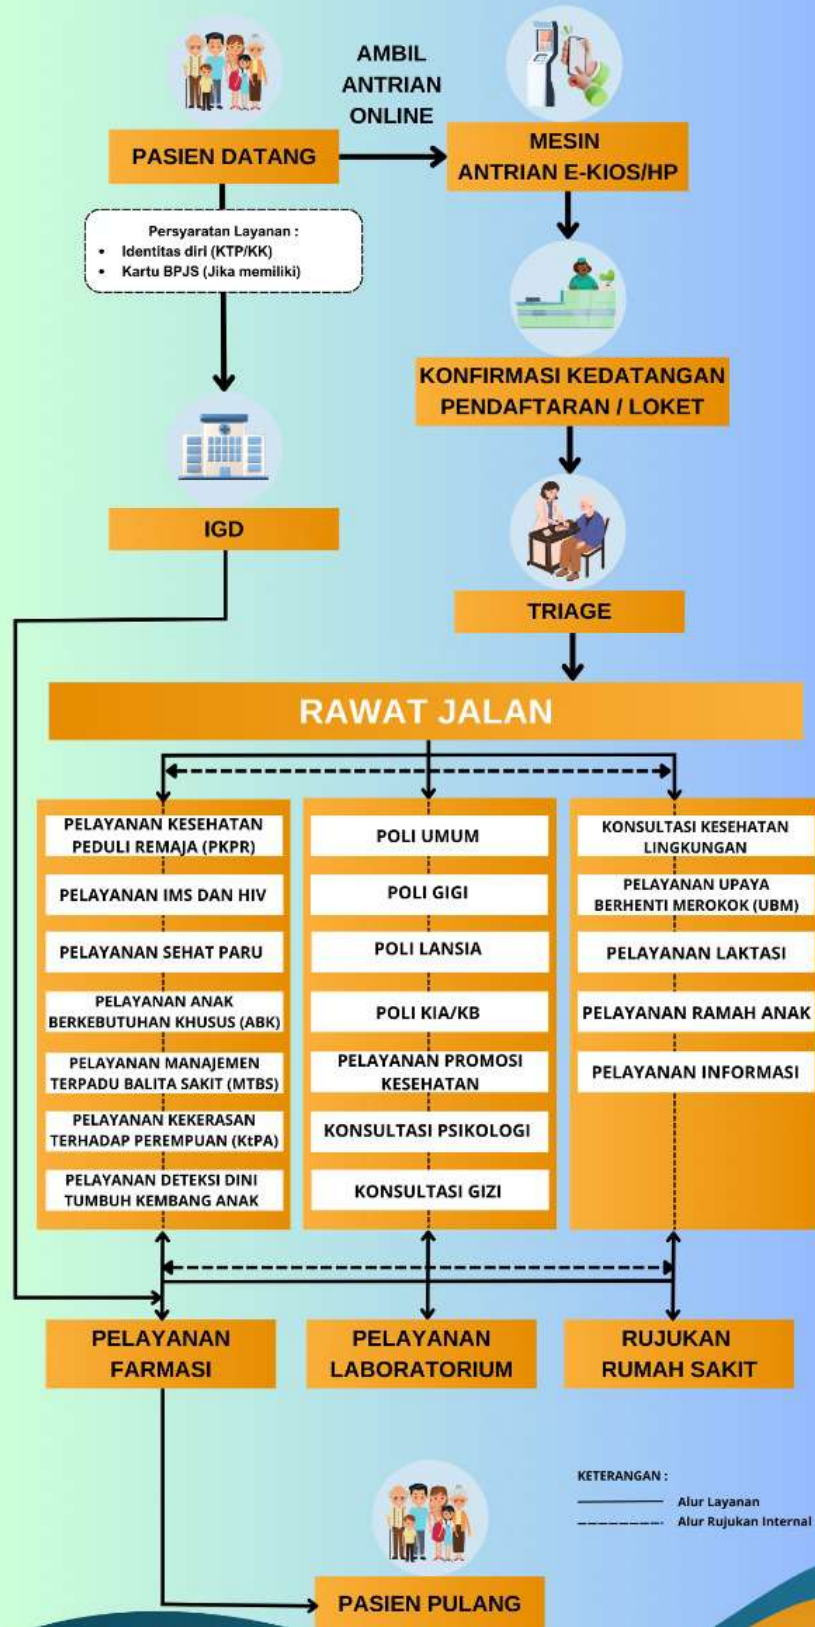 AMBIL
ANTRIAN
ONLINE
PASIEN DATANG
MESIN
ANTRIAN E-KIOS/HP
Persyaratan Layanan :
• Identitas diri (KTP/KK)
• Kartu BPJS (Jika memiliki)
KONFIRMASI KEDATANGAN
PENDAFTARAN / LOKET
IGD
TRIAGE
RAWAT JALAN
PELAYANAN KESEHATAN
PEDULI REMAJA (PKPR)
PELAYANAN IMS DAN HIV
PELAYANAN SEHAT PARU
PELAYANAN ANAK
BERKEBUTUHAN KHUSUS (ABK)
PELAYANAN MANAJEMEN
TERPADU BALITA SAKIT (MTBS)
PELAYANAN KEKERASAN
TERHADAP PEREMPUAN (KtPA)
PELAYANAN DETEKSI DINI
TUMBUH KEMBANG ANAK
POLI UMUM
POLI GIGI
POLI LANSIA
POLI KIA/KB
PELAYANAN PROMOSI
KESEHATAN
KONSULTASI PSIKOLOGI
KONSULTASI GIZI
KONSULTASI KESEHATAN
LINGKUNGAN
PELAYANAN UPAYA
BERHENTI MEROKOK (UBM)
PELAYANAN LAKTASI
PELAYANAN RAMAH ANAK
PELAYANAN INFORMASI
PELAYANAN
FARMASI
PELAYANAN
LABORATORIUM
RUJUKAN
RUMAH SAKIT
KETERANGAN :
Alur Layanan
Alur Rujukan Internal
PASIEN PULANG